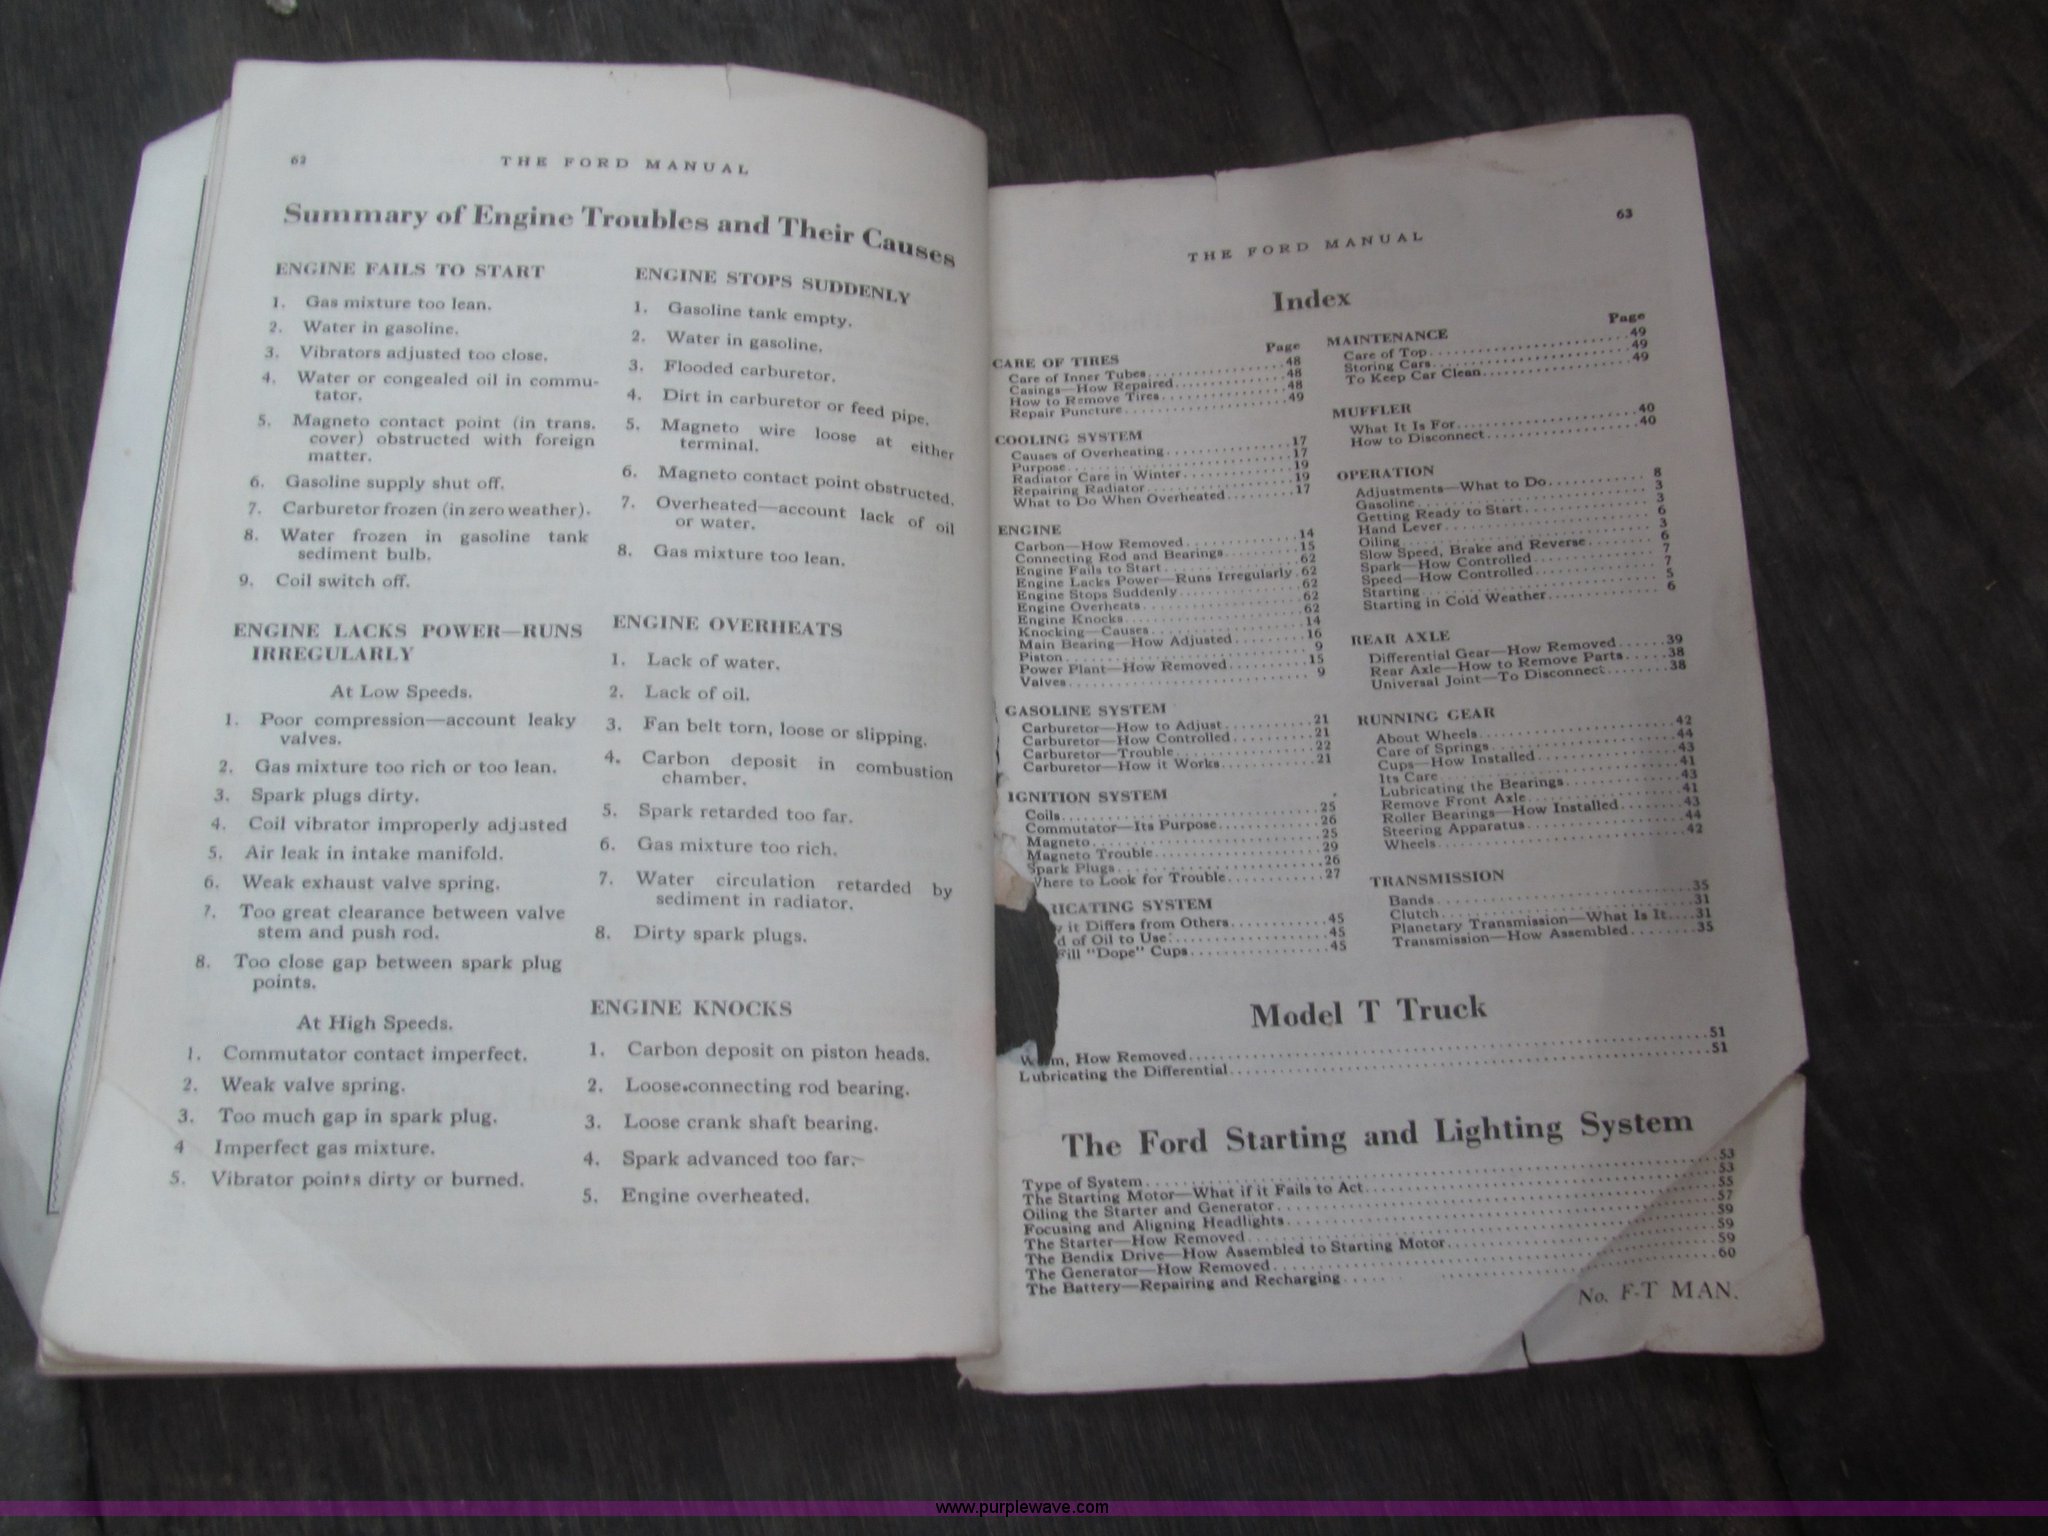 62
THE FORD MANUAL
Summary of Engine Troubles and Their Causes
ENGINE FAILS TO START
1. Gas mixture too lean.
2. Water in gasoline.
3. Vibrators adjusted too close.
4. Water or congealed oil in commu-
tator.
5. Magneto contact point (in trans.
cover) obstructed with foreign
matter.
6. Gasoline supply shut off.
7. Carburetor frozen (in zero weather).
8. Water frozen in gasoline tank
sediment bulb.
9. Coil switch off.
ENGINE LACKS POWER—RUNS
IRREGULARLY
At Low Speeds.
1. Poor compression—account leaky
valves.
2. Gas mixture too rich or too lean.
3. Spark plugs dirty.
4. Coil vibrator improperly adjusted
5. Air leak in intake manifold.
6. Weak exhaust valve spring.
7. Too great clearance between valve
stem and push rod.
8. Too close gap between spark plug
points.
At High Speeds.
1. Commutator contact imperfect.
2. Weak valve spring.
3. Too much gap in spark plug.
4 Imperfect gas mixture.
5. Vibrator points dirty or burned.
ENGINE STOPS SUDDENLY
1. Gasoline tank empty.
2. Water in gasoline.
3. Flooded carburetor.
4. Dirt in carburetor or feed pipe.
5. Magneto wire loose at either
terminal.
6. Magneto contact point obstructed.
7. Overheated—account lack of oil
or water.
8. Gas mixture too lean.
ENGINE OVERHEATS
1. Lack of water.
2. Lack of oil.
3. Fan belt torn, loose or slipping.
4. Carbon deposit in combustion
chamber.
5. Spark retarded too far.
6. Gas mixture too rich.
7. Water circulation retarded by
sediment in radiator.
8. Dirty spark plugs.
ENGINE KNOCKS
1. Carbon deposit on piston heads.
2. Loose connecting rod bearing.
3. Loose crank shaft bearing.
4. Spark advanced too far.
5. Engine overheated.
63
THE FORD MANUAL
Index
Page
CARE OF TIRES
Care of Inner Tubes 48
Casings—How Repaired 48
How to Remove Tires 48
Repair Puncture 49
COOLING SYSTEM
Causes of Overheating 17
Purpose 17
Radiator Care in Winter 19
Repairing Radiator 19
What to Do When Overheated 17
ENGINE
Carbon—How Removed 14
Connecting Rod and Bearings 15
Engine Fails to Start 62
Engine Lacks Power—Runs Irregularly 62
Engine Stops Suddenly 62
Engine Overheats 62
Engine Knocks 62
Knocking—Causes 14
Main Bearing—How Adjusted 16
Piston 9
Power Plant—How Removed 15
Valves 9
GASOLINE SYSTEM
Carburetor—How to Adjust 21
Carburetor—How Controlled 21
Carburetor—Trouble 22
Carburetor—How it Works 21
IGNITION SYSTEM
Coils 25
Commutator—Its Purpose 26
Magneto 25
Magneto Trouble 29
Spark Plugs 26
Where to Look for Trouble 27
RICATING SYSTEM
it Differs from Others 45
d of Oil to Use 45
Fill "Dope" Cups 45
Page
MAINTENANCE
Care of Top 49
Storing Cars 49
To Keep Car Clean 49
MUFFLER
What It Is For 40
How to Disconnect 40
OPERATION
Adjustments—What to Do 8
Gasoline 3
Getting Ready to Start 3
Hand Lever 6
Oiling 3
Slow Speed, Brake and Reverse 6
Spark—How Controlled 7
Speed—How Controlled 7
Starting 5
Starting in Cold Weather 6
REAR AXLE
Differential Gear—How Removed 39
Rear Axle—How to Remove Parts 38
Universal Joint—To Disconnect 38
RUNNING GEAR
About Wheels 42
Care of Springs 44
Cups—How Installed 43
Its Care 41
Lubricating the Bearings 43
Remove Front Axle 41
Roller Bearings—How Installed 43
Steering Apparatus 44
Wheels 42
TRANSMISSION
Bands 35
Clutch 31
Planetary Transmission—What Is It 31
Transmission—How Assembled 35
Model T Truck
Worm, How Removed 51
Lubricating the Differential 51
The Ford Starting and Lighting System
Type of System 53
The Starting Motor—What if it Fails to Act 53
Oiling the Starter and Generator 55
Focusing and Aligning Headlights 57
The Starter—How Removed 59
The Bendix Drive—How Assembled to Starting Motor 59
The Generator—How Removed 59
The Battery—Repairing and Recharging 60
No. F-T MAN.
www.purplewave.com